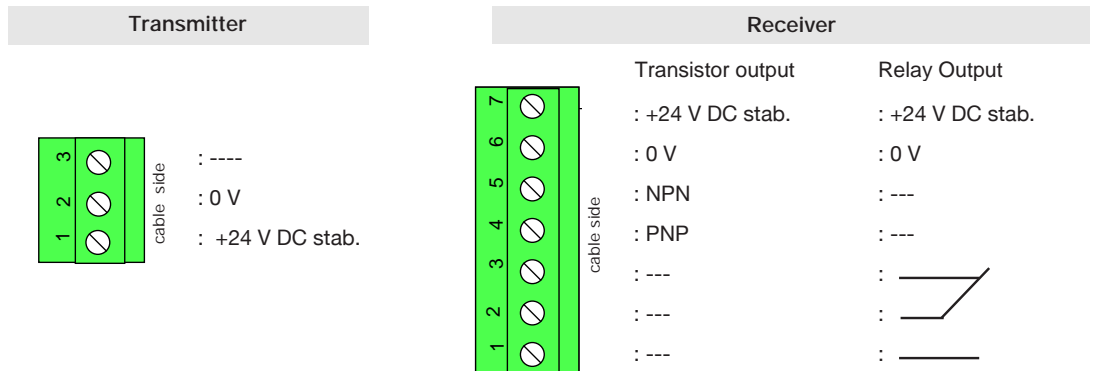 Transmitter
3 : ----
2 : 0 V
1 : +24 V DC stab.
cable side
Receiver
Transistor output Relay Output
7 : +24 V DC stab. : +24 V DC stab.
6 : 0 V : 0 V
5 : NPN : ---
4 : PNP : ---
3 : --- :
2 : --- :
1 : --- :
cable side